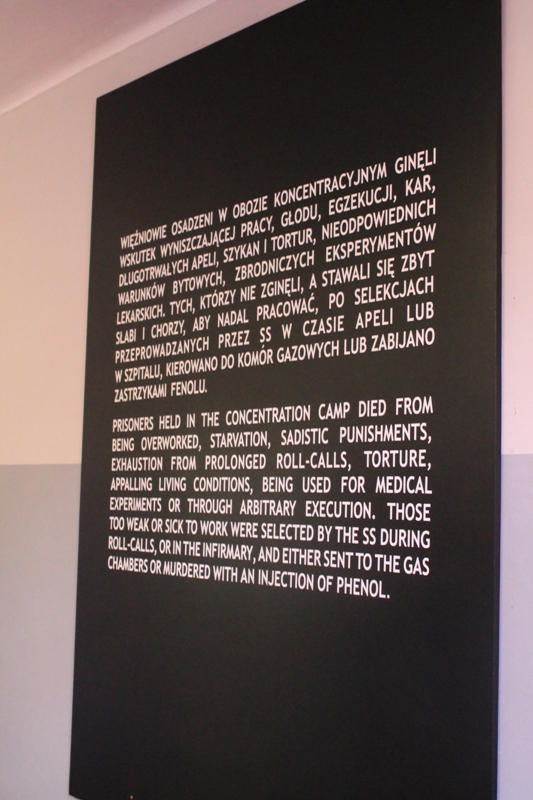 WIĘŹNIOWIE OSADZENI W OBOZIE KONCENTRACYJNYM GINĘLI
WSKUTEK WYNISZCZAJĄCEJ PRACY, GŁODU, EGZEKUCJI, KAR,
DŁUGOTRWAŁYCH APELI, SZYKAN I TORTUR, NIEODPOWIEDNICH
WARUNKÓW BYTOWYCH, ZBRODNICZYCH EKSPERYMENTÓW
LEKARSKICH. TYCH, KTÓRZY NIE ZGINĘLI, A STAWALI SIĘ ZBYT
SŁABI I CHORZY, ABY NADAL PRACOWAĆ, PO SELEKCJACH
PRZEPROWADZANYCH PRZEZ SS W CZASIE APELI LUB
W SZPITALU, KIEROWANO DO KOMÓR GAZOWYCH LUB ZABIJANO
ZASTRZYKAMI FENOLU.
PRISONERS HELD IN THE CONCENTRATION CAMP DIED FROM
BEING OVERWORKED, STARVATION, SADISTIC PUNISHMENTS,
EXHAUSTION FROM PROLONGED ROLL-CALLS, TORTURE,
APPALLING LIVING CONDITIONS, BEING USED FOR MEDICAL
EXPERIMENTS OR THROUGH ARBITRARY EXECUTION. THOSE
TOO WEAK OR SICK TO WORK WERE SELECTED BY THE SS DURING
ROLL-CALLS, OR IN THE INFIRMARY, AND EITHER SENT TO THE GAS
CHAMBERS OR MURDERED WITH AN INJECTION OF PHENOL.